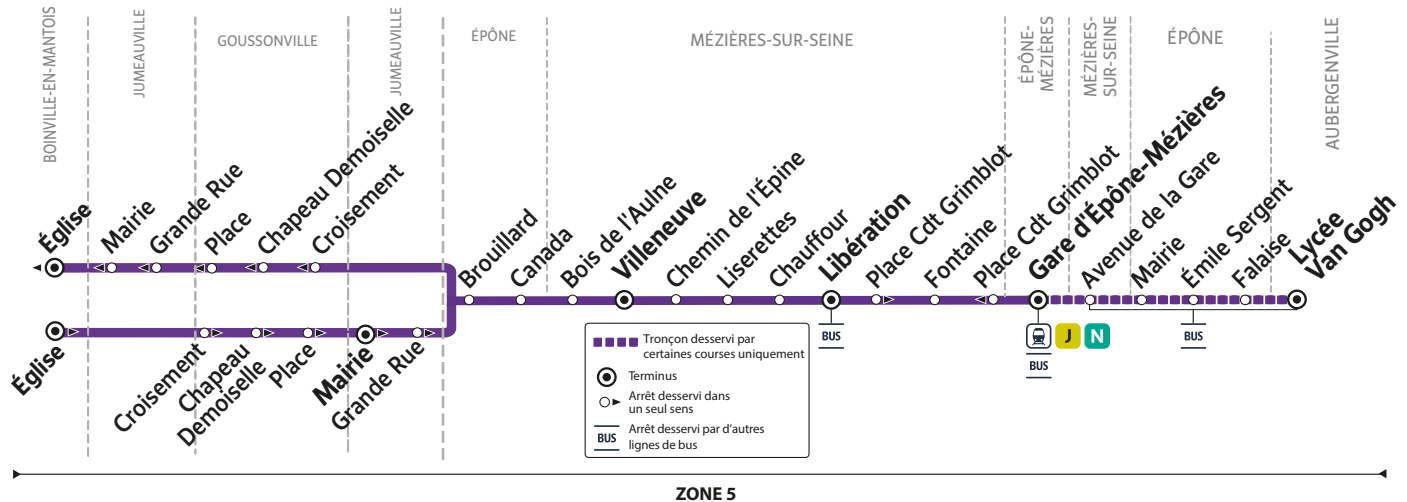 BOINVILLE-EN-MANTOIS
JUMEAUVILLE
GOUSSONVILLE
JUMEAUVILLE
ÉPÔNE
MÉZIÈRES-SUR-SEINE
ÉPÔNE-
MÉZIÈRES
MÉZIÈRES-
SUR-SEINE
ÉPÔNE
AUBERGENVILLE
Église
Mairie
Grande Rue
Place
Chapeau Demoiselle
Croisement
Église
Croisement
Chapeau
Demoiselle
Place
Mairie
Grande Rue
Brouillard
Canada
Bois de l'Aulne
Villeneuve
Chemin de l'Épine
Liserettes
Chauffour
Libération
Place Cdt Grimblot
Fontaine
Place Cdt Grimblot
Gare d'Épône-Mézières
Avenue de la Gare
Mairie
Émile Sergent
Falaise
Lycée
Van Gogh
BUS
J
N
BUS
BUS
Tronçon desservi par
certaines courses uniquement
Terminus
Arrêt desservi dans
un seul sens
BUS
Arrêt desservi par d'autres
lignes de bus
ZONE 5